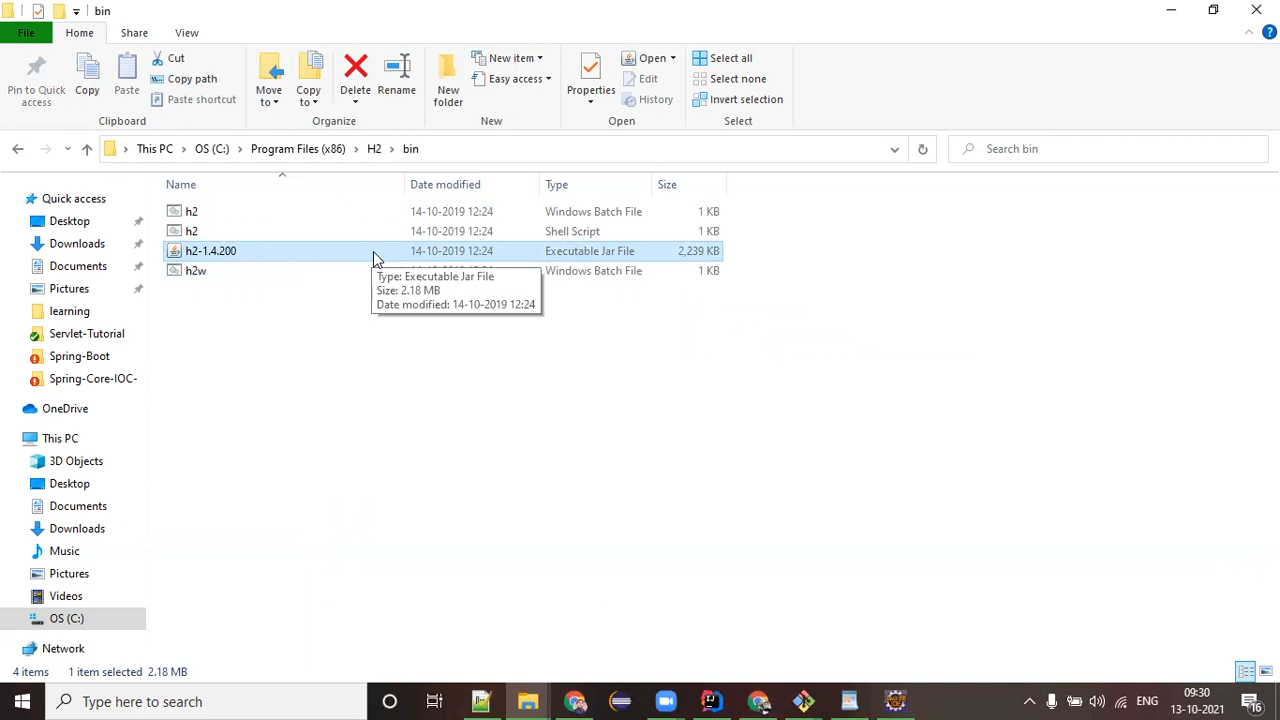 bin
File Home Share View
Pin to Quick access
Copy
Paste
Cut
Copy path
Paste shortcut
Clipboard
Move to
Copy to
Delete
Rename
Organize
New folder
New item
Easy access
New
Properties
Open
Edit
History
Open
Select all
Select none
Invert selection
Select
This PC OS (C:) Program Files (x86) H2 bin
Search bin
Name Date modified Type Size
h2 14-10-2019 12:24 Windows Batch File 1 KB
h2 14-10-2019 12:24 Shell Script 1 KB
h2-1.4.200 14-10-2019 12:24 Executable Jar File 2,239 KB
h2w Windows Batch File 1 KB
Type: Executable Jar File
Size: 2.18 MB
Date modified: 14-10-2019 12:24
Quick access
Desktop
Downloads
Documents
Pictures
learning
Servlet-Tutorial
Spring-Boot
Spring-Core-IOC-
OneDrive
This PC
3D Objects
Desktop
Documents
Downloads
Music
Pictures
Videos
OS (C:)
Network
4 items 1 item selected 2.18 MB
Type here to search
ENG
09:30
13-10-2021
16